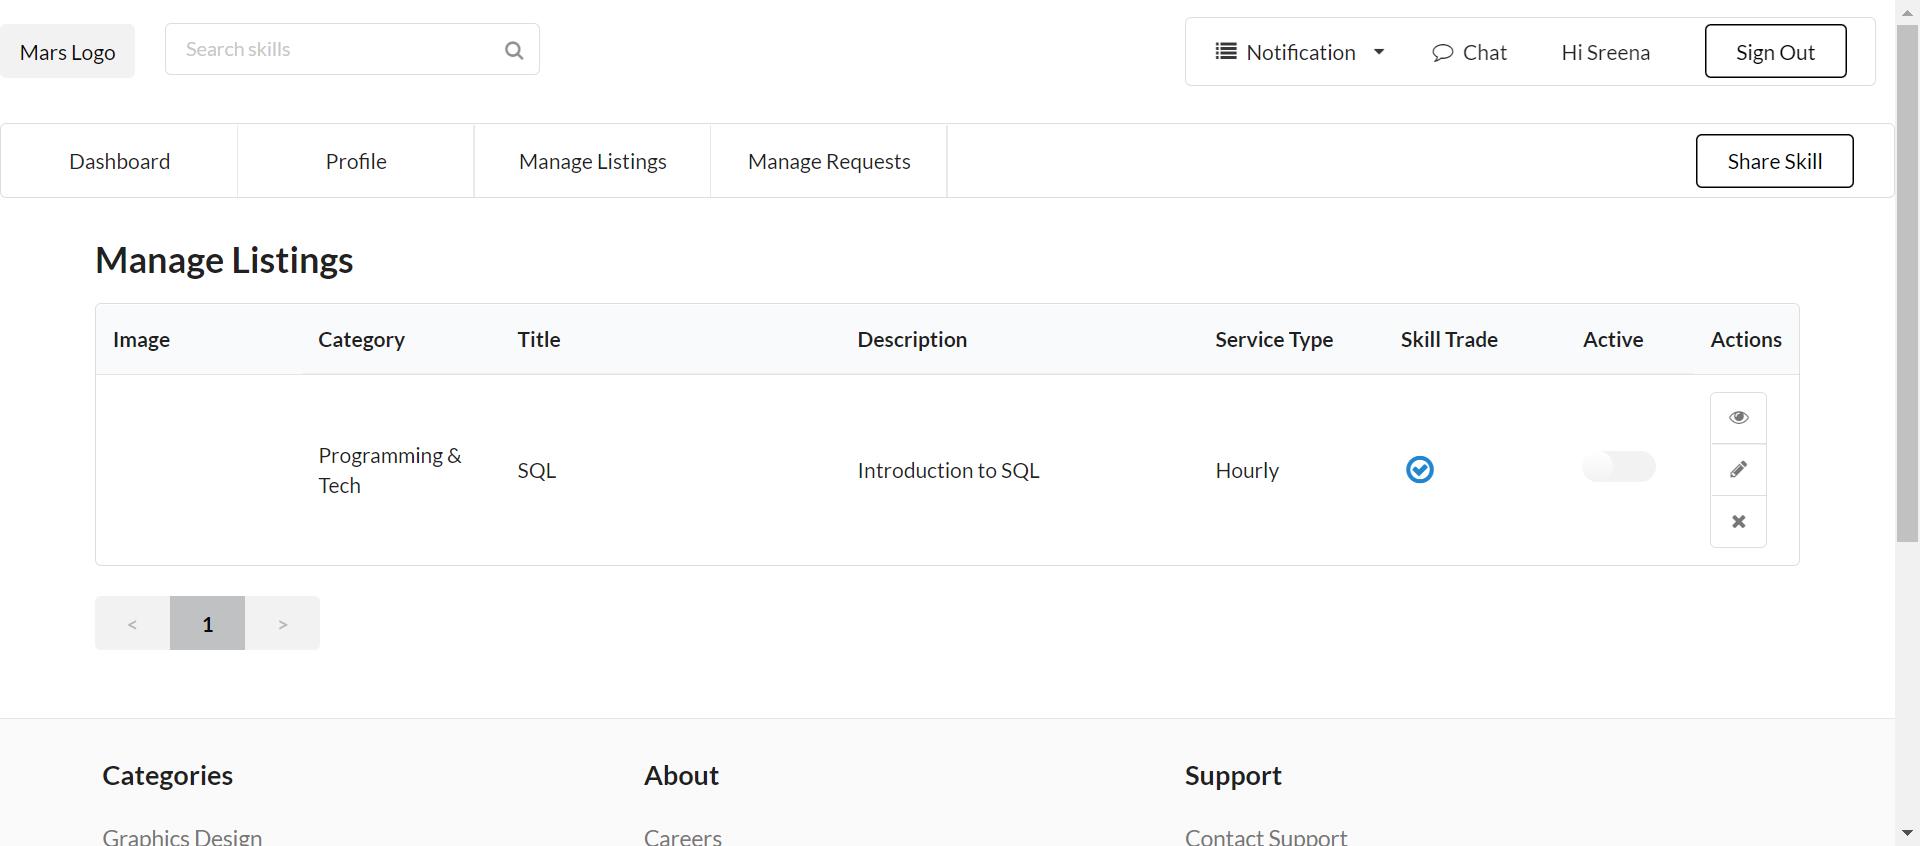 Mars Logo
Search skills
Notification
Chat
Hi Sreena
Sign Out
Dashboard
Profile
Manage Listings
Manage Requests
Share Skill
Manage Listings
Image Category Title Description Service Type Skill Trade Active Actions
Programming &
Tech
SQL
Introduction to SQL
Hourly
< 1 >
Categories
About
Support
Graphics Design
Careers
Contact Support